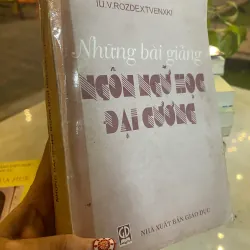 IU.V.ROZDEXTVENXKI
Những bài giảng
NGÔN NGỮ HỌC
ĐẠI CƯƠNG
NHÀ XUẤT BẢN GIÁO DỤC